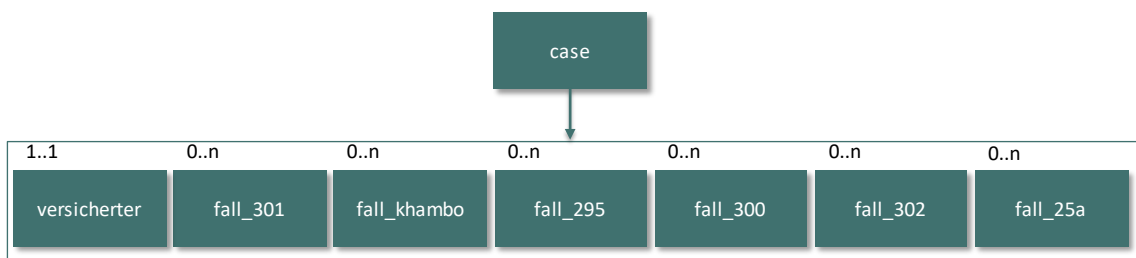 case
1..1 0..n 0..n 0..n 0..n 0..n 0..n
versicherter fall_301 fall_khambo fall_295 fall_300 fall_302 fall_25a